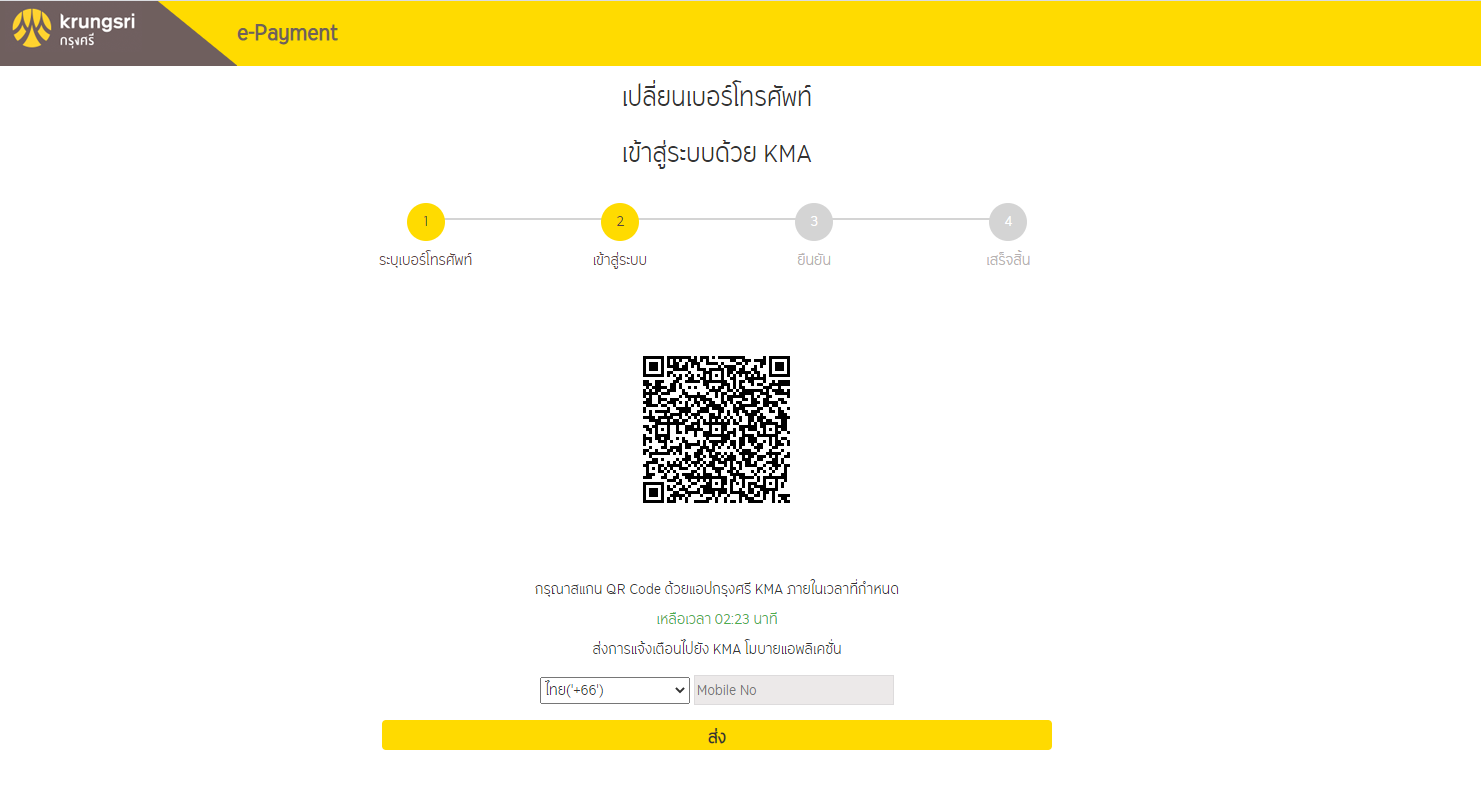 krungsri
กรุงศรี
e-Payment
เปลี่ยนเบอร์โทรศัพท์
เข้าสู่ระบบด้วย KMA
1
2
3
4
ระบุเบอร์โทรศัพท์
เข้าสู่ระบบ
ยืนยัน
เสร็จสิ้น
กรุณาสแกน QR Code ด้วยแอปกรุงศรี KMA ภายในเวลาที่กำหนด
เหลือเวลา 02:23 นาที
ส่งการแจ้งเตือนไปยัง KMA โมบายแอพลิเคชั่น
ไทย('+66')
Mobile No
ส่ง